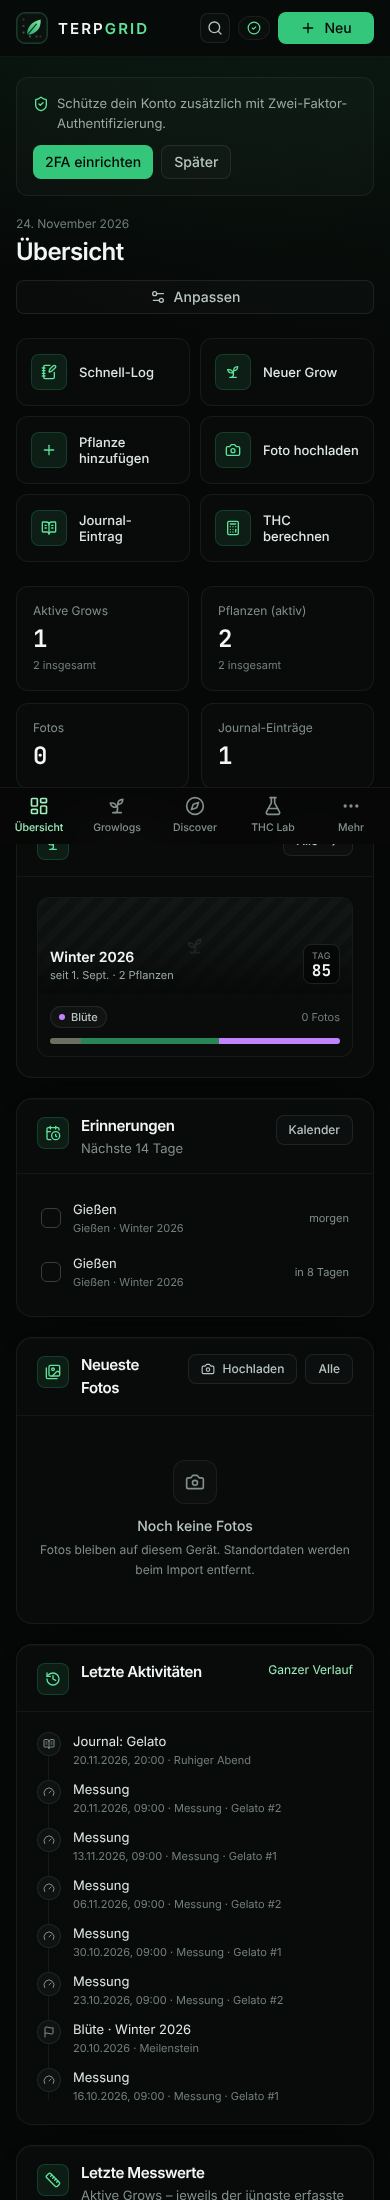 TERPGRID
Neu
Schütze dein Konto zusätzlich mit Zwei-Faktor-
Authentifizierung.
2FA einrichten
Später
24. November 2026
Übersicht
Anpassen
Schnell-Log
Neuer Grow
Pflanze
hinzufügen
Foto hochladen
Journal-
Eintrag
THC
berechnen
Aktive Grows
1
2 insgesamt
Pflanzen (aktiv)
2
2 insgesamt
Fotos
0
Journal-Einträge
1
Übersicht
Growlogs
Discover
THC Lab
Mehr
Winter 2026
seit 1. Sept. · 2 Pflanzen
TAG
85
Blüte
0 Fotos
Erinnerungen
Nächste 14 Tage
Kalender
Gießen
Gießen · Winter 2026
morgen
Gießen
Gießen · Winter 2026
in 8 Tagen
Neueste
Fotos
Hochladen
Alle
Noch keine Fotos
Fotos bleiben auf diesem Gerät. Standortdaten werden
beim Import entfernt.
Letzte Aktivitäten
Ganzer Verlauf
Journal: Gelato
20.11.2026, 20:00 · Ruhiger Abend
Messung
20.11.2026, 09:00 · Messung · Gelato #2
Messung
13.11.2026, 09:00 · Messung · Gelato #1
Messung
06.11.2026, 09:00 · Messung · Gelato #2
Messung
30.10.2026, 09:00 · Messung · Gelato #1
Messung
23.10.2026, 09:00 · Messung · Gelato #2
Blüte · Winter 2026
20.10.2026 · Meilenstein
Messung
16.10.2026, 09:00 · Messung · Gelato #1
Letzte Messwerte
Aktive Grows – jeweils der jüngste erfasste